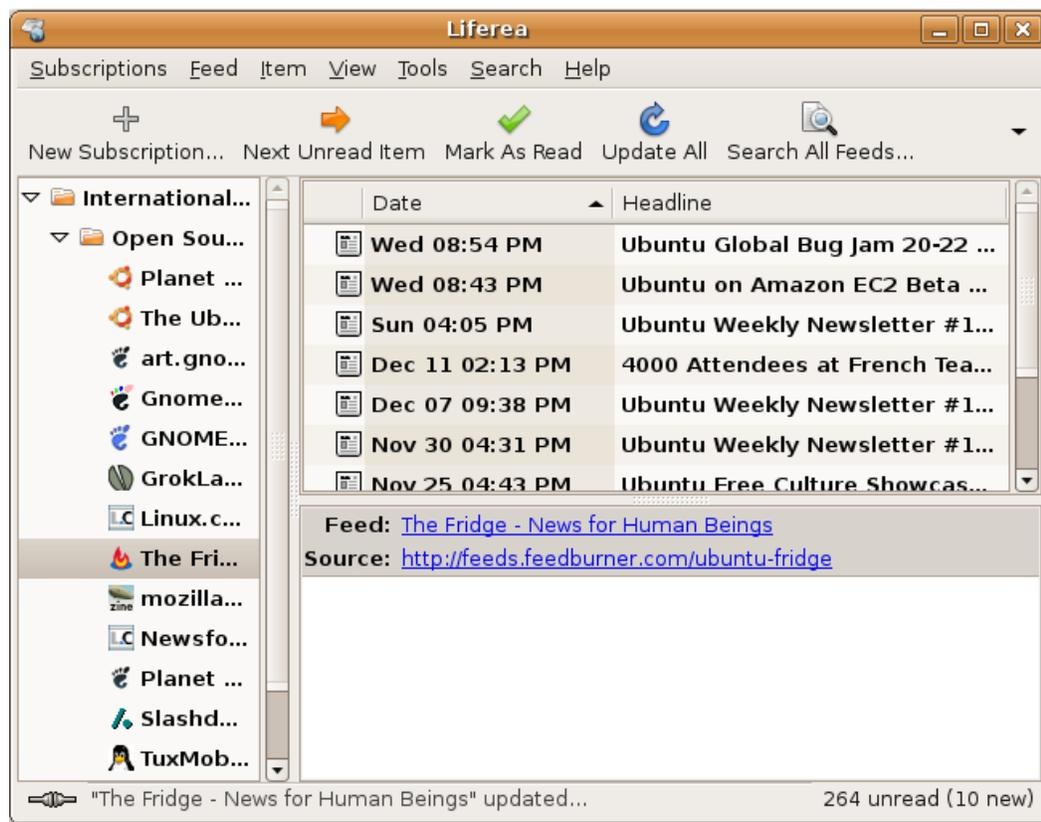 Liferea
Subscriptions Feed Item View Tools Search Help
New Subscription... Next Unread Item Mark As Read Update All Search All Feeds...
International...
Open Sou...
Planet ...
The Ub...
art.gno...
Gnome...
GNOME...
GrokLa...
Linux.c...
The Fri...
mozilla...
Newsfo...
Planet ...
Slashd...
TuxMob...
Date Headline
Wed 08:54 PM Ubuntu Global Bug Jam 20-22 ...
Wed 08:43 PM Ubuntu on Amazon EC2 Beta ...
Sun 04:05 PM Ubuntu Weekly Newsletter #1...
Dec 11 02:13 PM 4000 Attendees at French Tea...
Dec 07 09:38 PM Ubuntu Weekly Newsletter #1...
Nov 30 04:31 PM Ubuntu Weekly Newsletter #1...
Nov 25 04:43 PM Ubuntu Free Culture Showcas...
Feed: The Fridge - News for Human Beings
Source: http://feeds.feedburner.com/ubuntu-fridge
"The Fridge - News for Human Beings" updated... 264 unread (10 new)